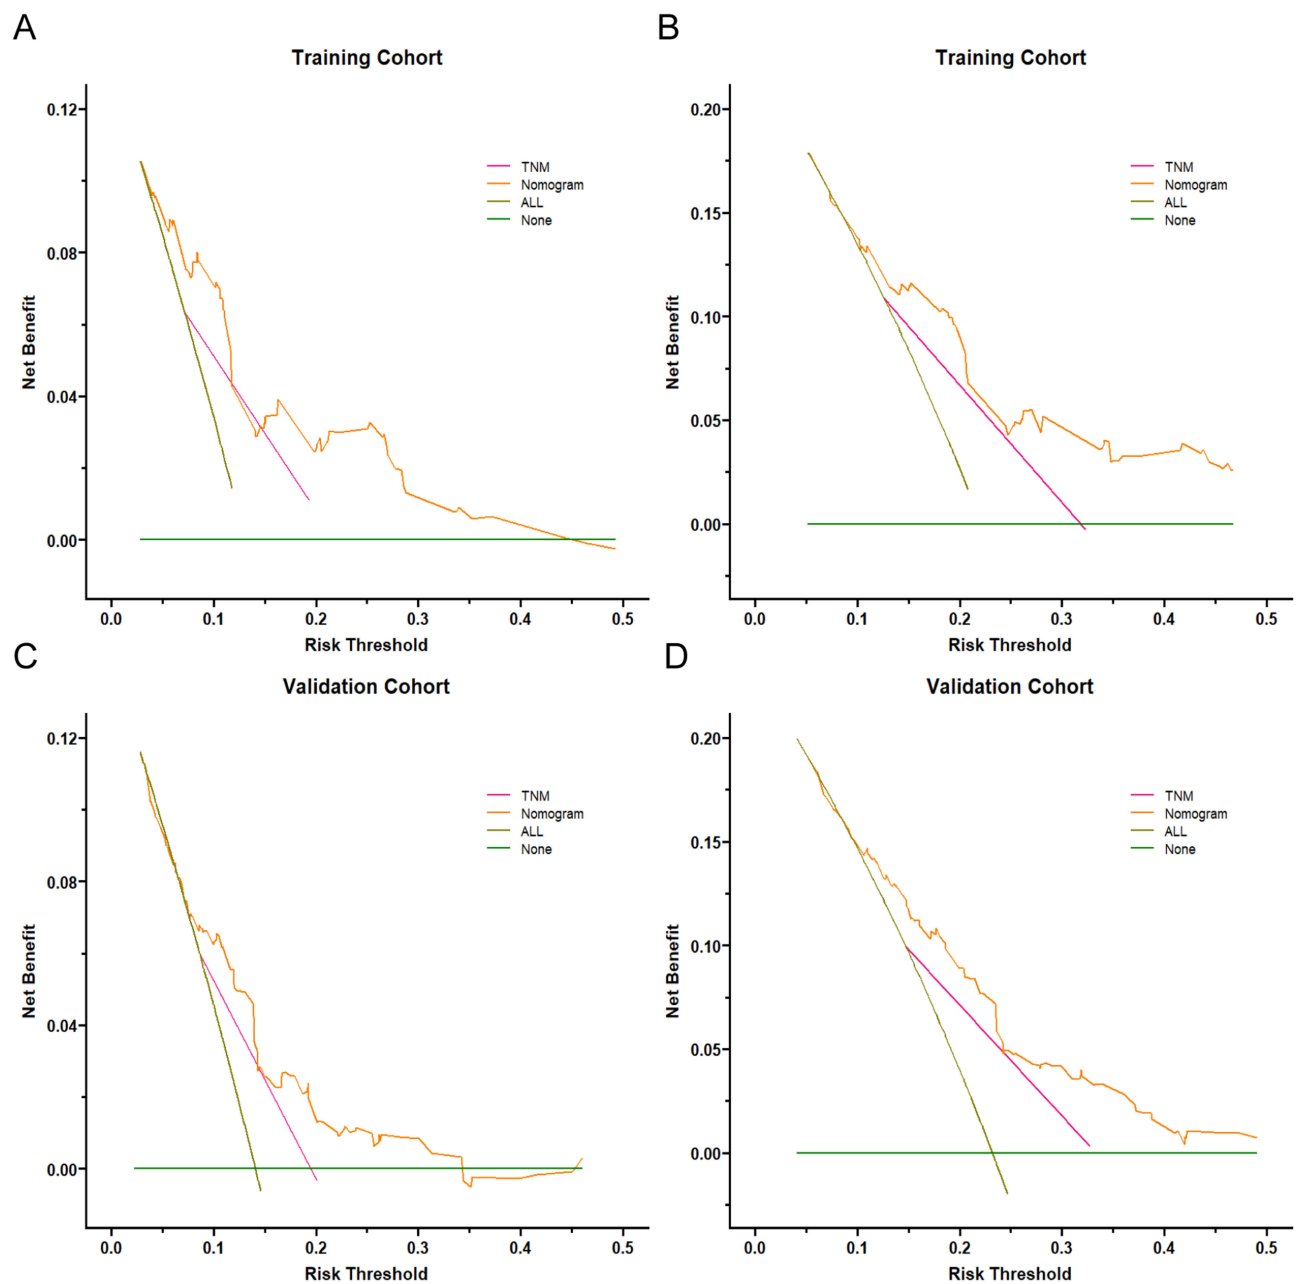 A
Training Cohort
0.12
0.08
0.04
0.00
Net Benefit
TNM
Nomogram
ALL
None
0.0 0.1 0.2 0.3 0.4 0.5
Risk Threshold
B
Training Cohort
0.20
0.15
0.10
0.05
0.00
Net Benefit
TNM
Nomogram
ALL
None
0.0 0.1 0.2 0.3 0.4 0.5
Risk Threshold
C
Validation Cohort
0.12
0.08
0.04
0.00
Net Benefit
TNM
Nomogram
ALL
None
0.0 0.1 0.2 0.3 0.4 0.5
Risk Threshold
D
Validation Cohort
0.20
0.15
0.10
0.05
0.00
Net Benefit
TNM
Nomogram
ALL
None
0.0 0.1 0.2 0.3 0.4 0.5
Risk Threshold